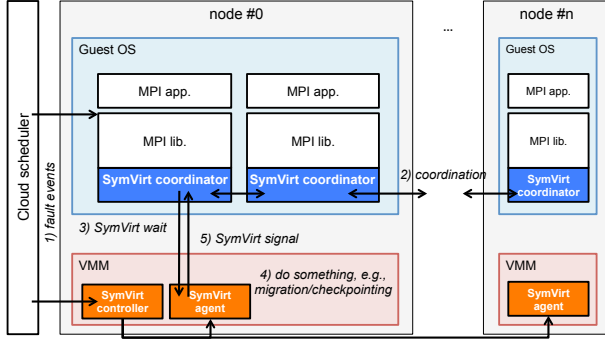 node #0
node #n
...
Guest OS
Guest OS
MPI app.
MPI app.
MPI app.
MPI lib.
MPI lib.
MPI lib.
SymVirt coordinator
SymVirt coordinator
SymVirt
coordinator
2) coordination
Cloud scheduler
1) fault events
3) SymVirt wait
5) SymVirt signal
VMM
VMM
4) do something, e.g.,
migration/checkpointing
SymVirt
controller
SymVirt
agent
SymVirt
agent